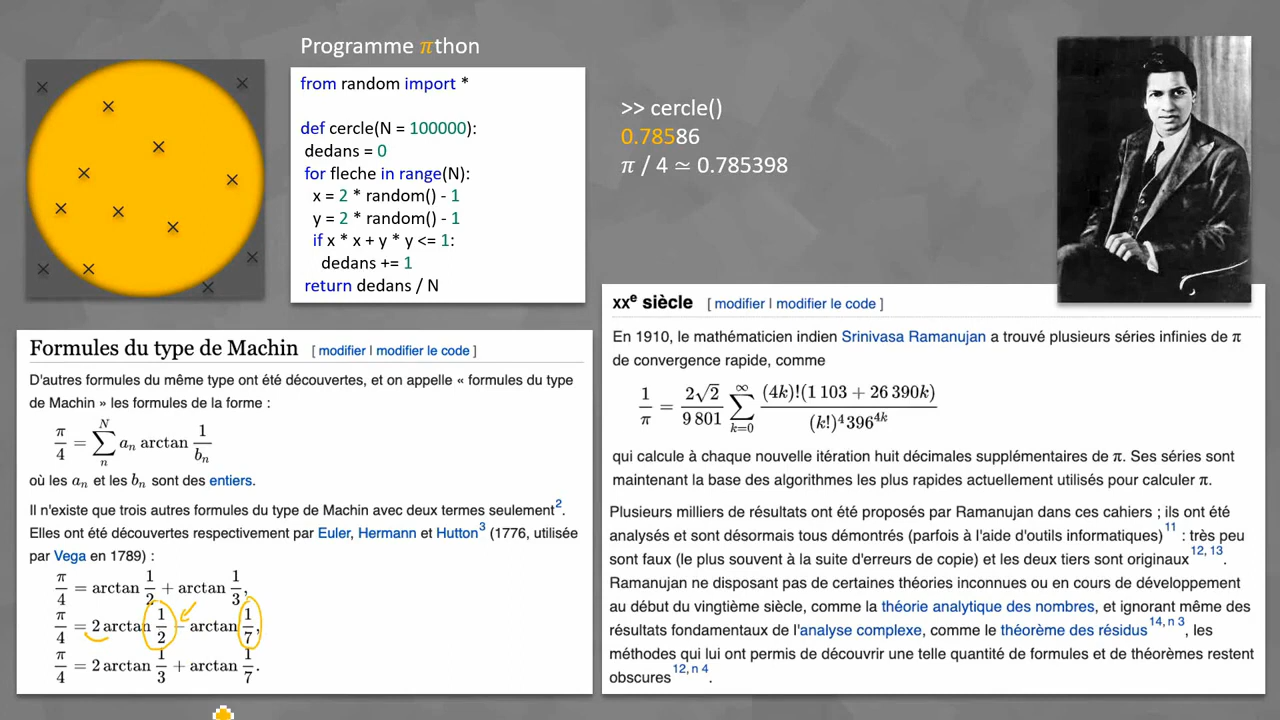 Programme πthon
from random import *
def cercle(N = 100000):
dedans = 0
for fleche in range(N):
x = 2 * random() - 1
y = 2 * random() - 1
if x * x + y * y <= 1:
dedans += 1
return dedans / N
>> cercle()
0.78586
π / 4 ≃ 0.785398
Formules du type de Machin [ modifier | modifier le code ]
D'autres formules du même type ont été découvertes, et on appelle « formules du type
de Machin » les formules de la forme :
π/4 = ∑_n^N a_n arctan 1/b_n
où les a_n et les b_n sont des entiers.
Il n'existe que trois autres formules du type de Machin avec deux termes seulement².
Elles ont été découvertes respectivement par Euler, Hermann et Hutton³ (1776, utilisée
par Vega en 1789) :
π/4 = arctan 1/2 + arctan 1/3,
π/4 = 2 arctan 1/2 − arctan 1/7,
π/4 = 2 arctan 1/3 + arctan 1/7.
XXᵉ siècle [ modifier | modifier le code ]
En 1910, le mathématicien indien Srinivasa Ramanujan a trouvé plusieurs séries infinies de π
de convergence rapide, comme
1/π = 2√2/9 801 ∑_{k=0}^∞ (4k)!(1 103 + 26 390k)/(k!)⁴396^{4k}
qui calcule à chaque nouvelle itération huit décimales supplémentaires de π. Ses séries sont
maintenant la base des algorithmes les plus rapides actuellement utilisés pour calculer π.
Plusieurs milliers de résultats ont été proposés par Ramanujan dans ces cahiers ; ils ont été
analysés et sont désormais tous démontrés (parfois à l'aide d'outils informatiques)¹¹ : très peu
sont faux (le plus souvent à la suite d'erreurs de copie) et les deux tiers sont originaux¹²,¹³.
Ramanujan ne disposant pas de certaines théories inconnues ou en cours de développement
au début du vingtième siècle, comme la théorie analytique des nombres, et ignorant même des
résultats fondamentaux de l'analyse complexe, comme le théorème des résidus¹⁴,ⁿ ³, les
méthodes qui lui ont permis de découvrir une telle quantité de formules et de théorèmes restent
obscures¹²,ⁿ ⁴.